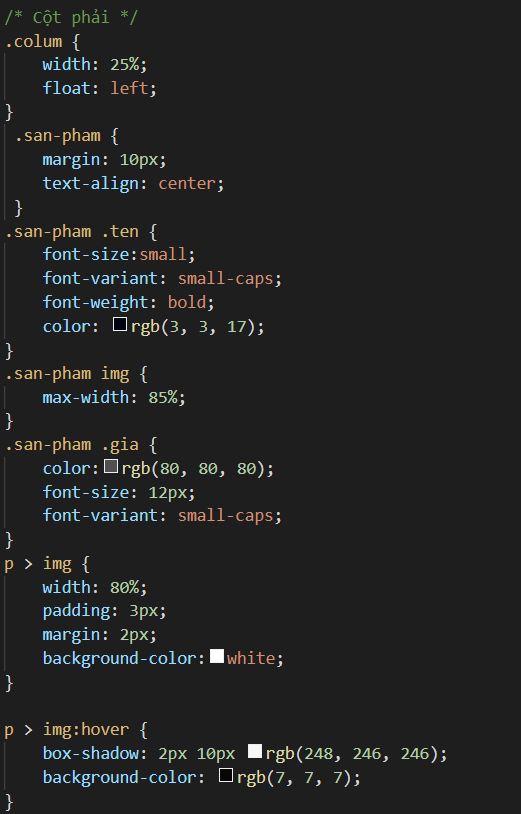 /* Cột phải */
.colum {
    width: 25%;
    float: left;
}
 .san-pham {
    margin: 10px;
    text-align: center;
 }
.san-pham .ten {
    font-size:small;
    font-variant: small-caps;
    font-weight: bold;
    color: rgb(3, 3, 17);
}
.san-pham img {
    max-width: 85%;
}
.san-pham .gia {
    color:rgb(80, 80, 80);
    font-size: 12px;
    font-variant: small-caps;
}
p > img {
    width: 80%;
    padding: 3px;
    margin: 2px;
    background-color:white;
}

p > img:hover {
    box-shadow: 2px 10px rgb(248, 246, 246);
    background-color: rgb(7, 7, 7);
}